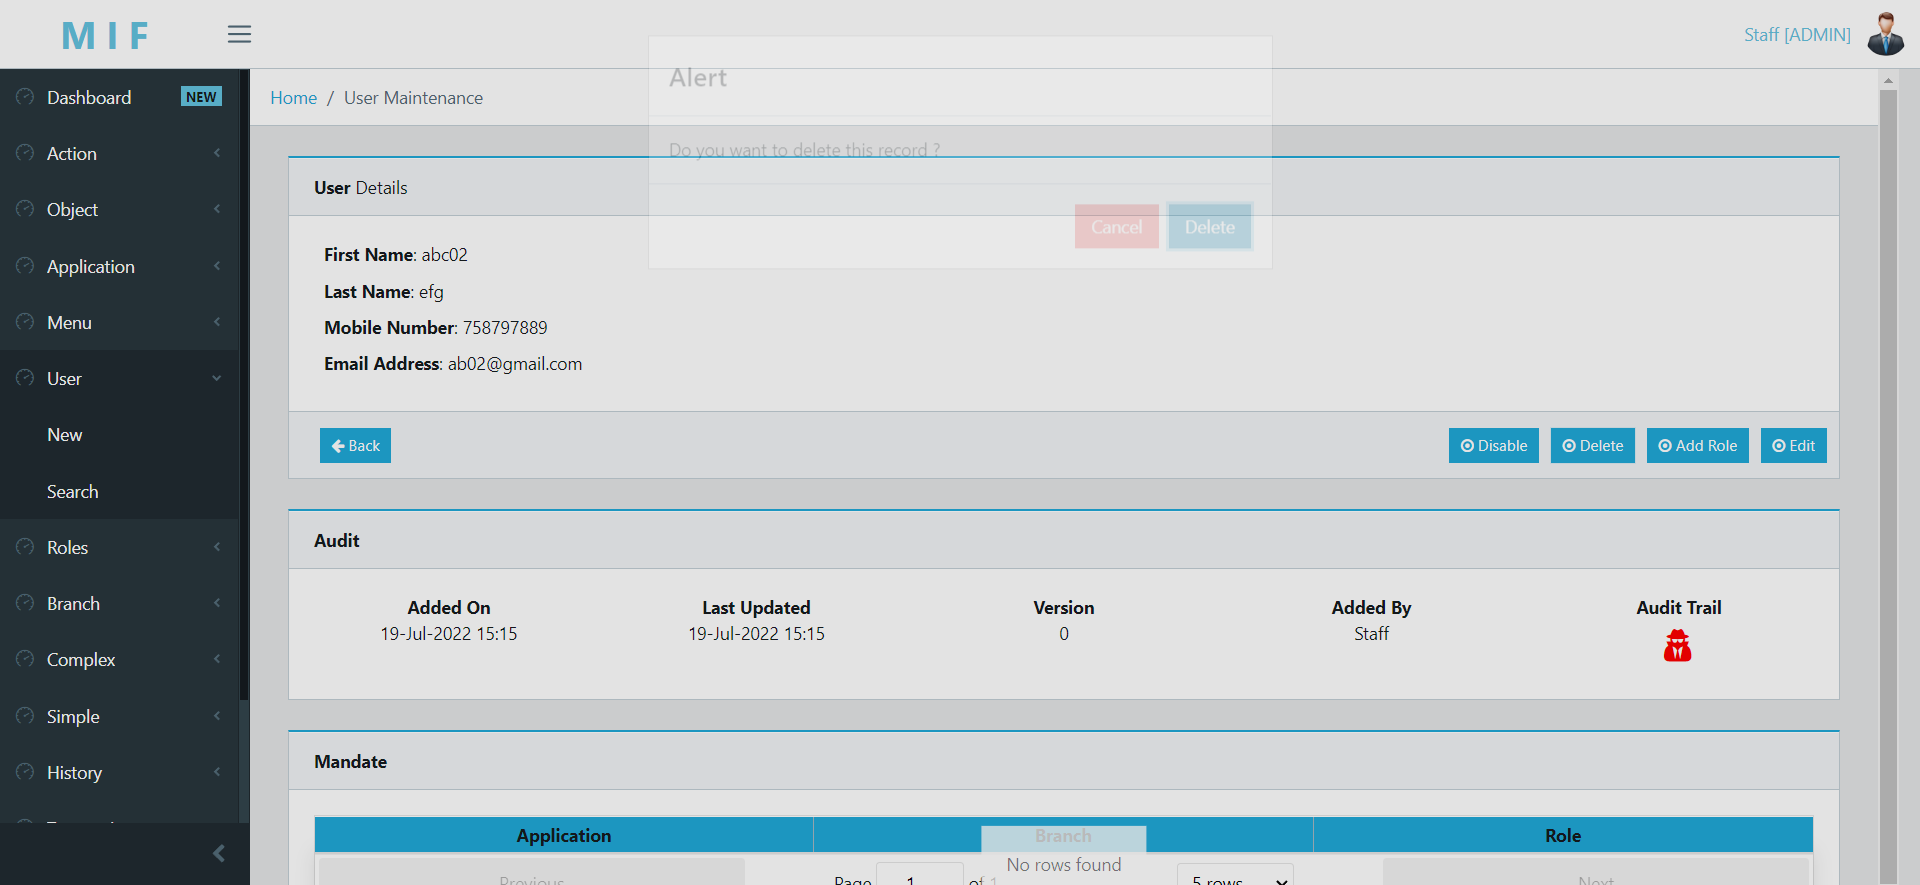 M I F
Staff [ADMIN]
Dashboard NEW
Action
Object
Application
Menu
User
New
Search
Roles
Branch
Complex
Simple
History
Home / User Maintenance
Alert
Do you want to delete this record ?
Cancel Delete
User Details
First Name: abc02
Last Name: efg
Mobile Number: 758797889
Email Address: ab02@gmail.com
Back Disable Delete Add Role Edit
Audit
Added On Last Updated Version Added By Audit Trail
19-Jul-2022 15:15 19-Jul-2022 15:15 0 Staff
Mandate
Application Branch Role
No rows found
Previous Page 1 of 1 5 rows Next